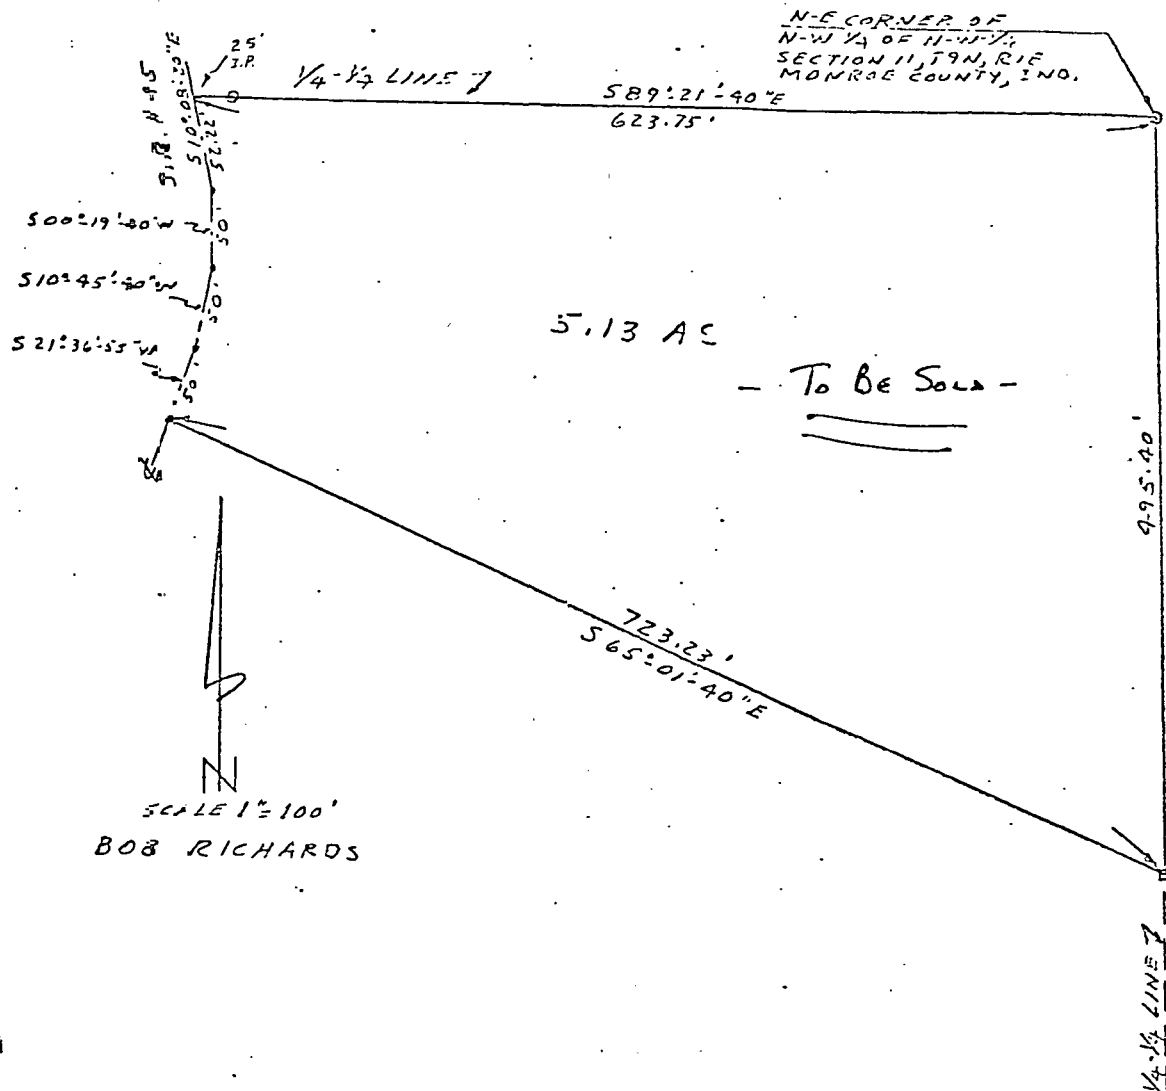 N-E CORNER OF
N-W 1/4 OF N-W-1/4
SECTION 11, T9N, R1E
MONROE COUNTY, IND.
25'
I.P.
1/4-1/4 LINE
S89°-21'-40"E
623.75'
S.R. # 45
S10°-08'-20"E
22.25'
S00°-19'-40"W
50'
S10°-45'-40"W
50'
S21°-36'-55"W
50'
5.13 AC
- To Be Sold -
495.40'
723.23'
S65°-01'-40"E
N
SCALE 1"=100'
BOB RICHARDS
1/4-1/4 LINE